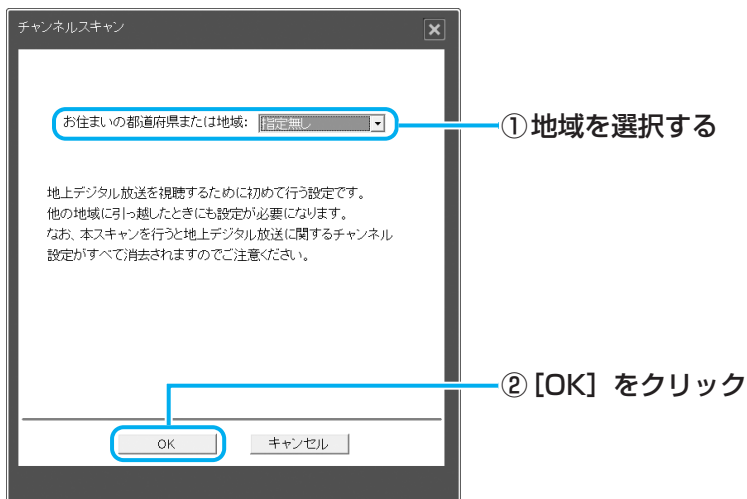 チャンネルスキャン
お住まいの都道府県または地域: 指定無し
①地域を選択する
地上デジタル放送を視聴するために初めて行う設定です。
他の地域に引っ越したときにも設定が必要になります。
なお、本スキャンを行うと地上デジタル放送に関するチャンネル
設定がすべて消去されますのでご注意ください。
②[OK] をクリック
OK キャンセル